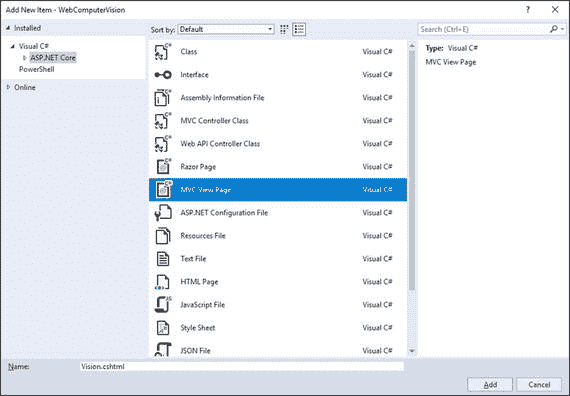 Add New Item - WebComputerVision
Installed
Visual C#
ASP.NET Core
PowerShell
Online
Sort by: Default
Class Visual C#
Interface Visual C#
Assembly Information File Visual C#
MVC Controller Class Visual C#
Web API Controller Class Visual C#
Razor Page Visual C#
MVC View Page Visual C#
ASP.NET Configuration File Visual C#
Resources File Visual C#
Text File Visual C#
HTML Page Visual C#
JavaScript File Visual C#
Style Sheet Visual C#
JSON File Visual C#
Search (Ctrl+E)
Type: Visual C#
MVC View Page
Name: Vision.cshtml
Add Cancel